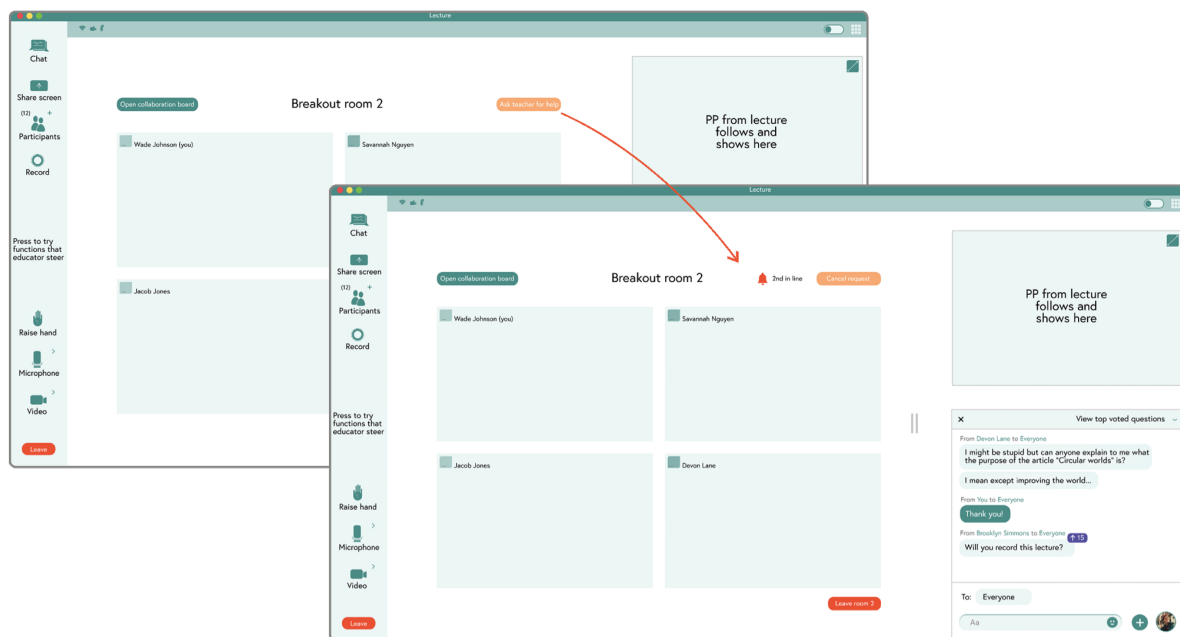 Lecture
Chat
Share screen
(12) +
Participants
Record
Press to try
functions that
educator steer
Raise hand
Microphone
Video
Leave
Open collaboration board
Breakout room 2
Ask teacher for help
Wade Johnson (you)
Savannah Nguyen
Jacob Jones
PP from lecture
follows and
shows here
Lecture
Chat
Share screen
(12) +
Participants
Record
Press to try
functions that
educator steer
Raise hand
Microphone
Video
Leave
Open collaboration board
Breakout room 2
2nd in line
Cancel request
Wade Johnson (you)
Savannah Nguyen
Jacob Jones
Devon Lane
Leave room 2
PP from lecture
follows and
shows here
View top voted questions
From Devon Lane to Everyone
I might be stupid but can anyone explain to me what
the purpose of the article "Circular worlds" is?
I mean except improving the world...
From You to Everyone
Thank you!
From Brooklyn Simmons to Everyone
15
Will you record this lecture?
To: Everyone
Aa